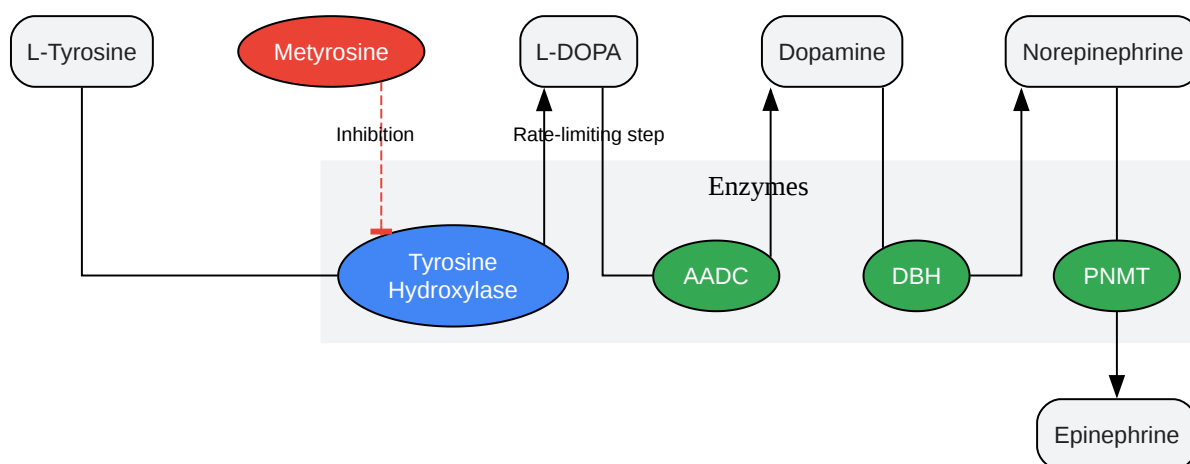 L-Tyrosine
Metyrosine
L-DOPA
Dopamine
Norepinephrine
Inhibition
Rate-limiting step
Enzymes
Tyrosine
Hydroxylase
AADC
DBH
PNMT
Epinephrine